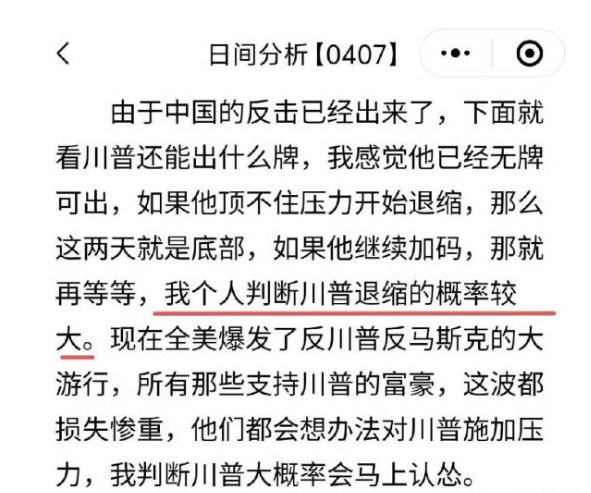 日间分析【0407】
由于中国的反击已经出来了，下面就
看川普还能出什么牌，我感觉他已经无牌
可出，如果他顶不住压力开始退缩，那么
这两天就是底部，如果他继续加码，那就
再等等，我个人判断川普退缩的概率较
大。现在全美爆发了反川普反马斯克的大
游行，所有那些支持川普的富豪，这波都
损失惨重，他们都会想办法对川普施加压
力，我判断川普大概率会马上认怂。